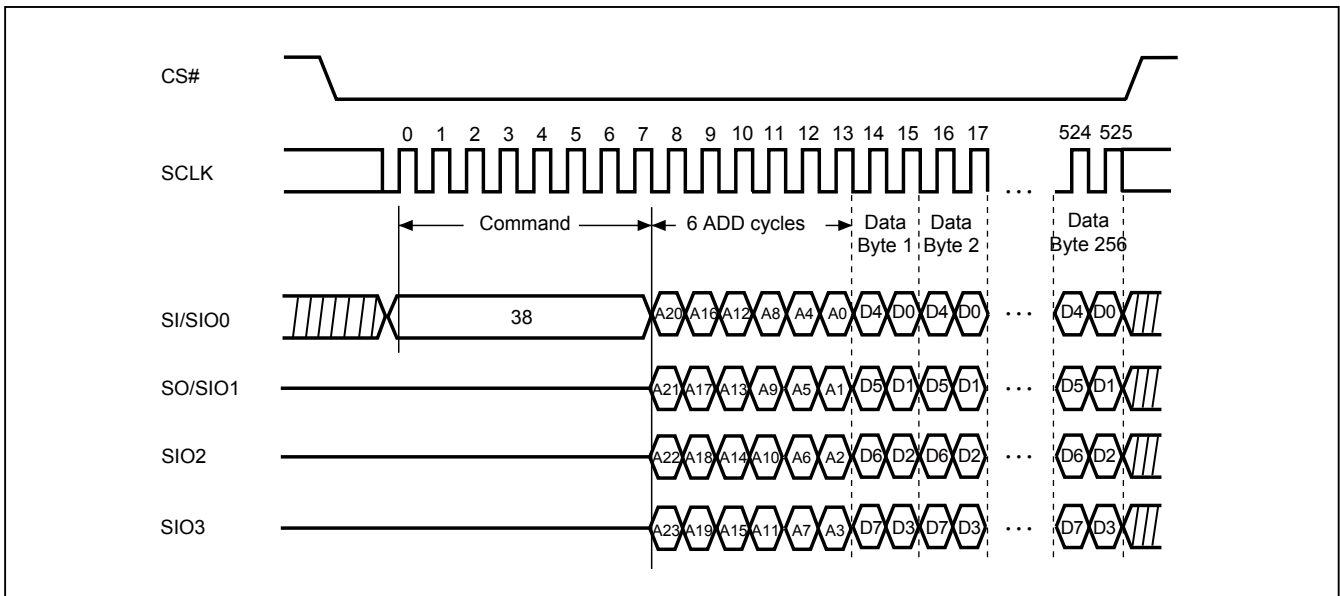 CS#
0 1 2 3 4 5 6 7 8 9 10 11 12 13 14 15 16 17 524 525
SCLK
...
Command 6 ADD cycles Data Data Data
Byte 1 Byte 2 Byte 256
SI/SIO0 38 A20 A16 A12 A8 A4 A0 D4 D0 D4 D0 ... D4 D0
SO/SIO1 A21 A17 A13 A9 A5 A1 D5 D1 D5 D1 ... D5 D1
SIO2 A22 A18 A14 A10 A6 A2 D6 D2 D6 D2 ... D6 D2
SIO3 A23 A19 A15 A11 A7 A3 D7 D3 D7 D3 ... D7 D3